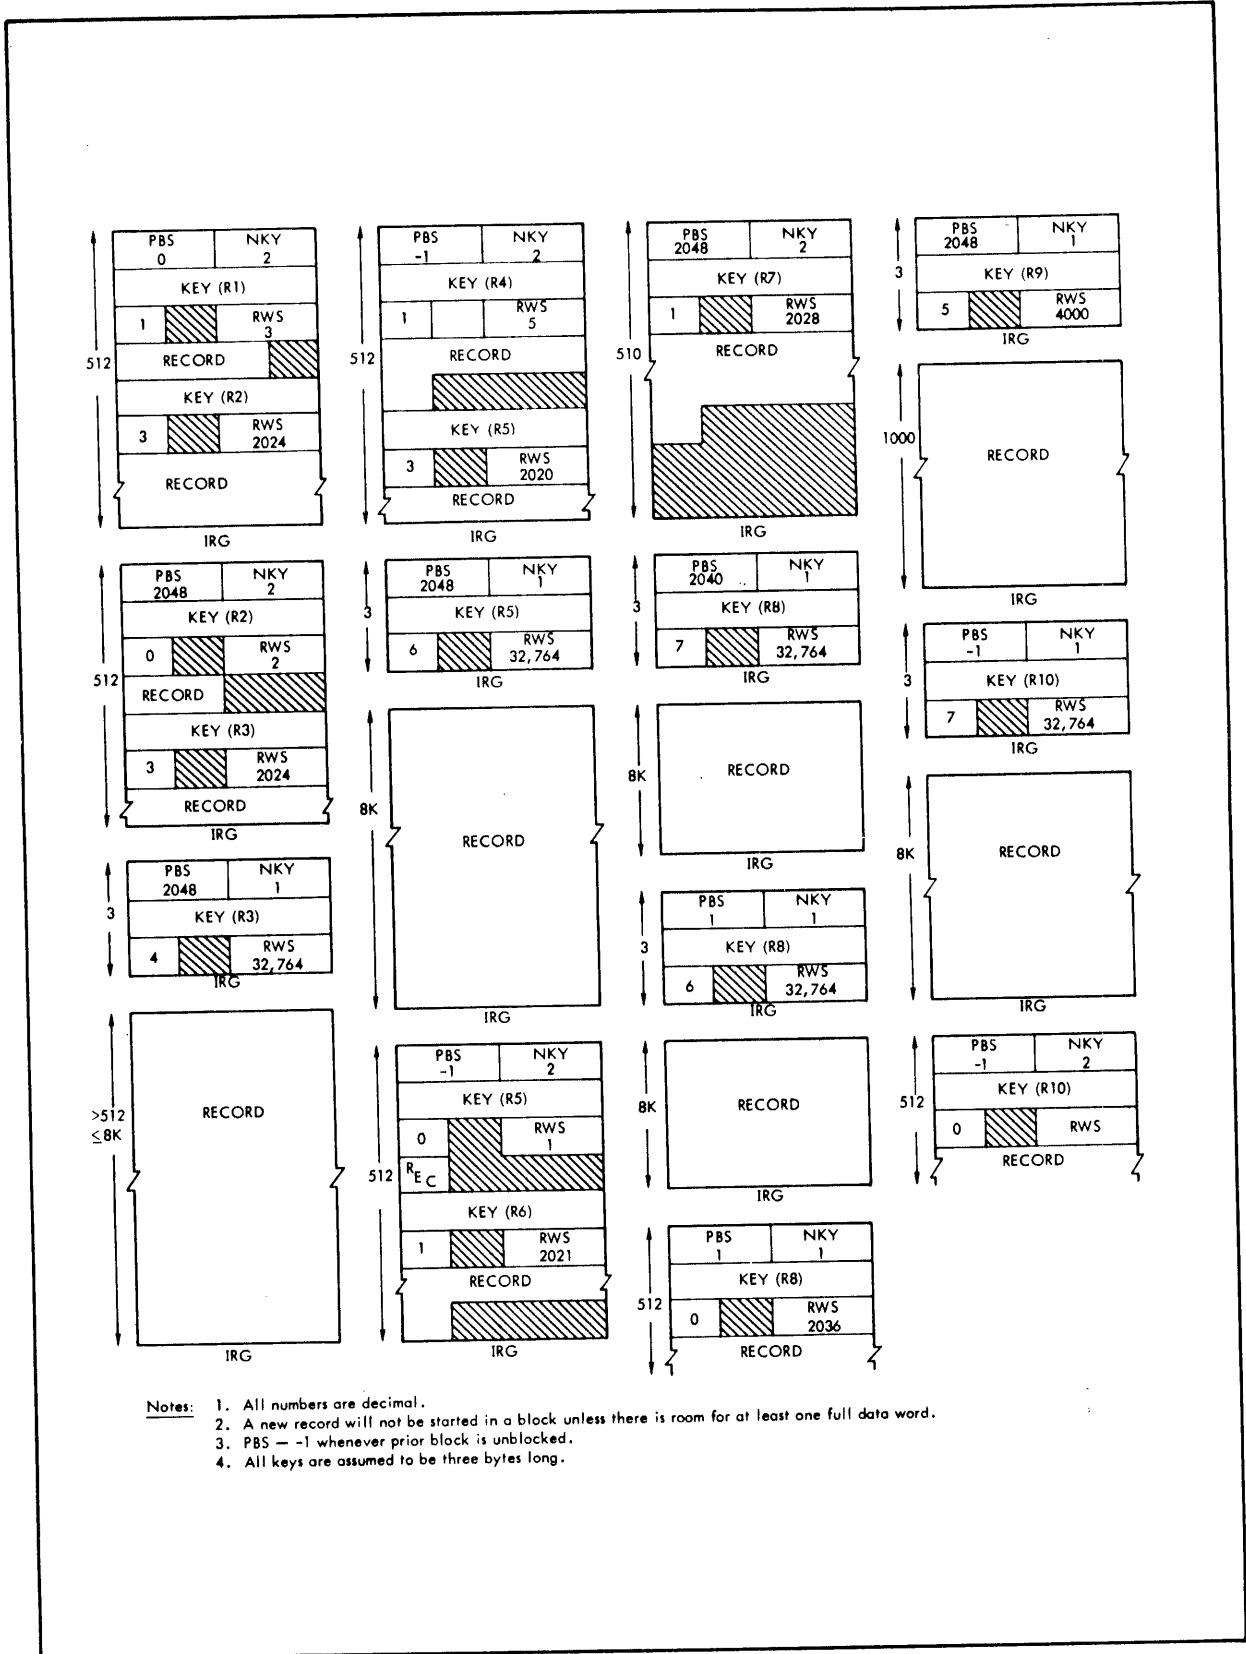 PBS 0 NKY 2
KEY (R1)
1 RWS 3
RECORD
KEY (R2)
3 RWS 2024
RECORD
512
IRG
PBS 2048 NKY 2
KEY (R2)
0 RWS 2
RECORD
KEY (R3)
3 RWS 2024
RECORD
512
IRG
PBS 2048 NKY 1
KEY (R3)
4 RWS 32,764
3
IRG
RECORD
>512
≤8K
IRG
PBS -1 NKY 2
KEY (R4)
1 RWS 5
RECORD
KEY (R5)
3 RWS 2020
RECORD
512
IRG
PBS 2048 NKY 1
KEY (R5)
6 RWS 32,764
3
IRG
RECORD
8K
IRG
PBS -1 NKY 2
KEY (R5)
0 RWS 1
REC
KEY (R6)
1 RWS 2021
RECORD
512
IRG
PBS 2048 NKY 2
KEY (R7)
1 RWS 2028
RECORD
510
IRG
PBS 2040 NKY 1
KEY (R8)
7 RWS 32,764
3
IRG
RECORD
8K
IRG
PBS 1 NKY 1
KEY (R8)
6 RWS 32,764
3
IRG
RECORD
8K
IRG
PBS 1 NKY 1
KEY (R8)
0 RWS 2036
RECORD
512
PBS 2048 NKY 1
KEY (R9)
5 RWS 4000
3
IRG
RECORD
1000
IRG
PBS -1 NKY 1
KEY (R10)
7 RWS 32,764
3
IRG
RECORD
8K
IRG
PBS -1 NKY 2
KEY (R10)
0 RWS
RECORD
512
Notes: 1. All numbers are decimal.
2. A new record will not be started in a block unless there is room for at least one full data word.
3. PBS — -1 whenever prior block is unblocked.
4. All keys are assumed to be three bytes long.